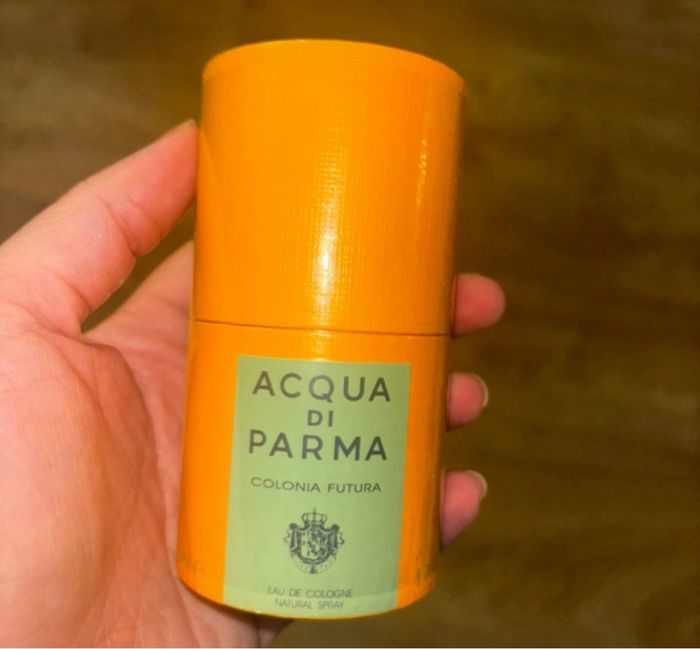 ACQUA
DI
PARMA
COLONIA FUTURA
EAU DE COLOGNE
NATURAL SPRAY